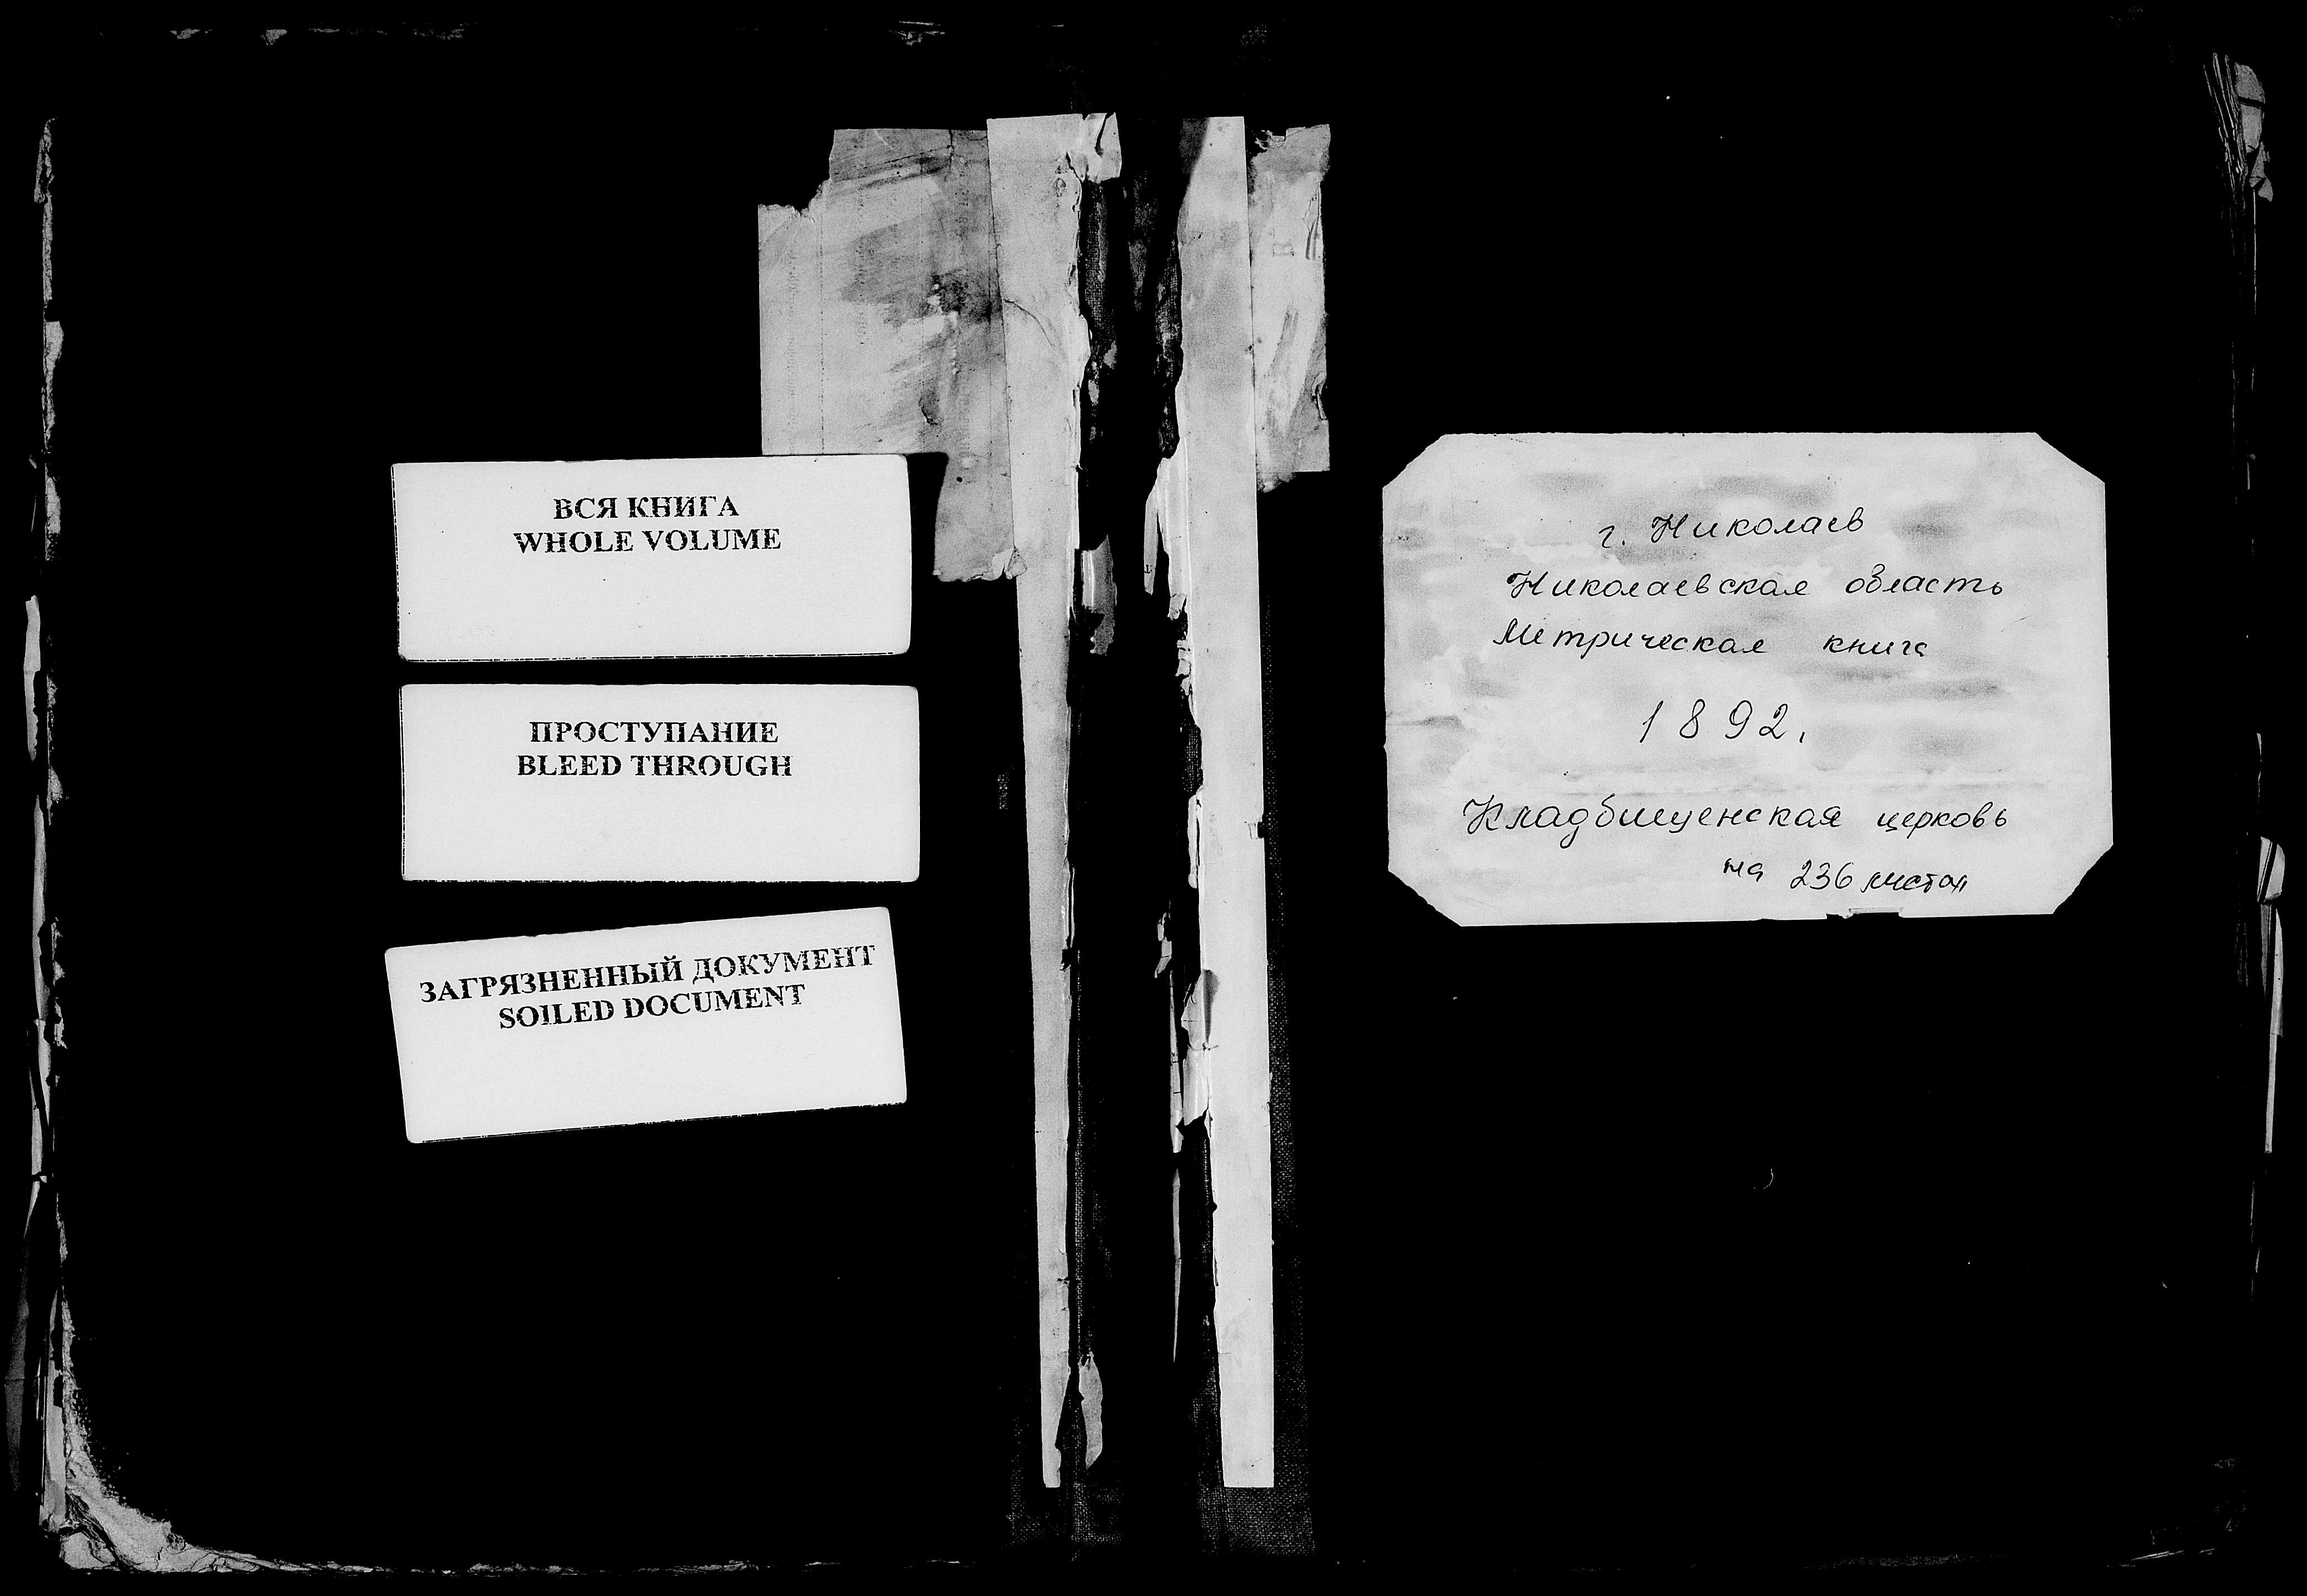 ВСЯ КНИГА
WHOLE VOLUME
ПРОСТУПАНИЕ
BLEED THROUGH
ЗАГРЯЗНЕННЫЙ ДОКУМЕНТ
SOILED DOCUMENT
г. Николаев
Николаевская область
Метрическая книга
1892.
Кладбищенская церковь
на 236 листах